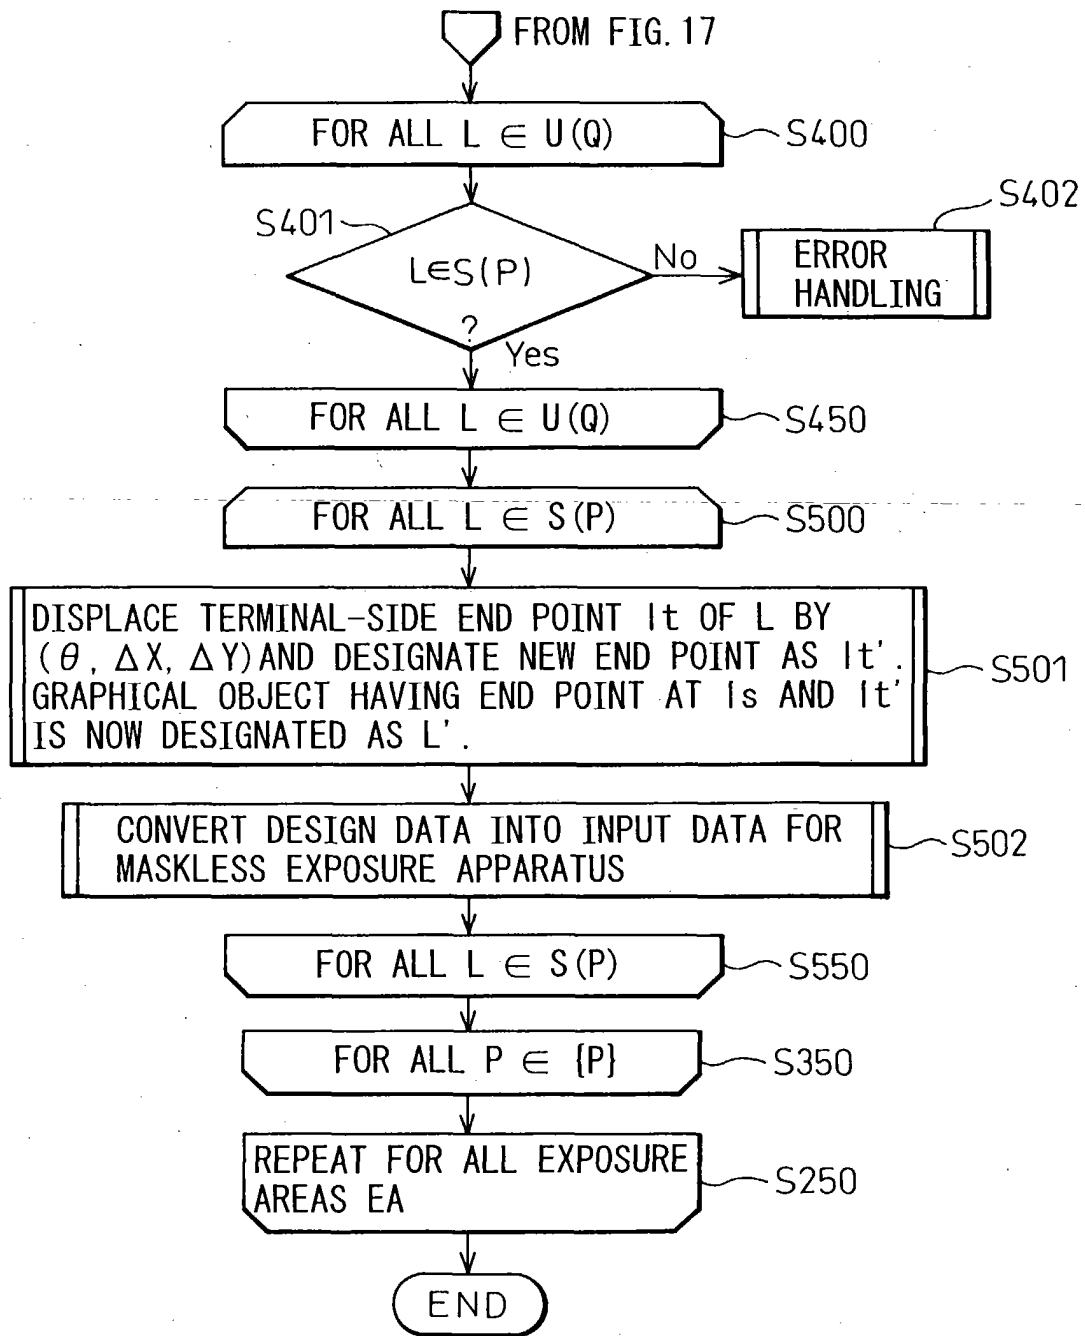 FROM FIG. 17
FOR ALL L ∈ U(Q)
S400
S401
L∈S(P)
?
No
Yes
S402
ERROR
HANDLING
FOR ALL L ∈ U(Q)
S450
FOR ALL L ∈ S(P)
S500
DISPLACE TERMINAL-SIDE END POINT lt OF L BY
(θ, ΔX, ΔY) AND DESIGNATE NEW END POINT AS lt'.
GRAPHICAL OBJECT HAVING END POINT AT ls AND lt'
IS NOW DESIGNATED AS L'.
S501
CONVERT DESIGN DATA INTO INPUT DATA FOR
MASKLESS EXPOSURE APPARATUS
S502
FOR ALL L ∈ S(P)
S550
FOR ALL P ∈ {P}
S350
REPEAT FOR ALL EXPOSURE
AREAS EA
S250
END